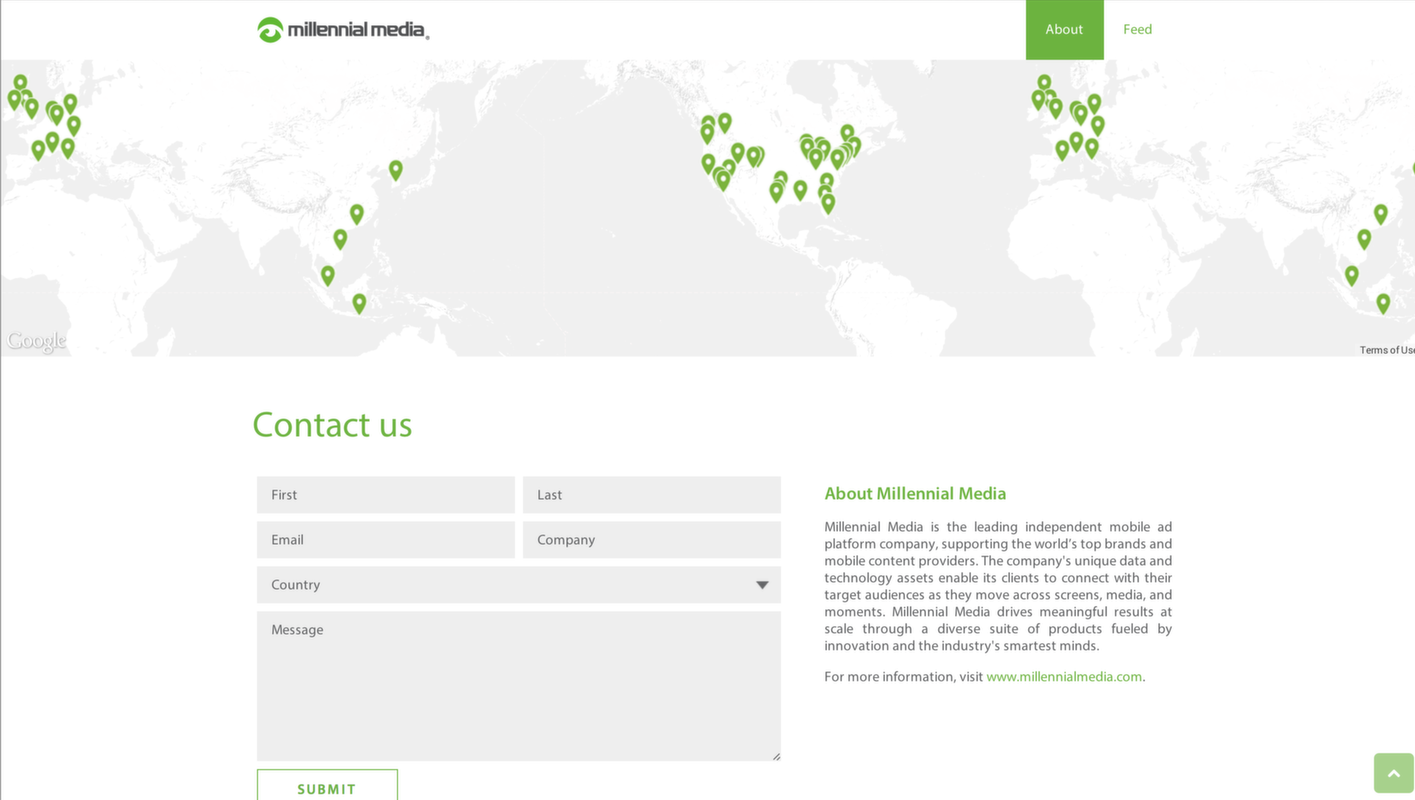 millennial media®
About
Feed
Google
Terms of Use
Contact us
First
Last
Email
Company
Country
Message
SUBMIT
About Millennial Media
Millennial Media is the leading independent mobile ad
platform company, supporting the world's top brands and
mobile content providers. The company's unique data and
technology assets enable its clients to connect with their
target audiences as they move across screens, media, and
moments. Millennial Media drives meaningful results at
scale through a diverse suite of products fueled by
innovation and the industry's smartest minds.
For more information, visit www.millennialmedia.com.